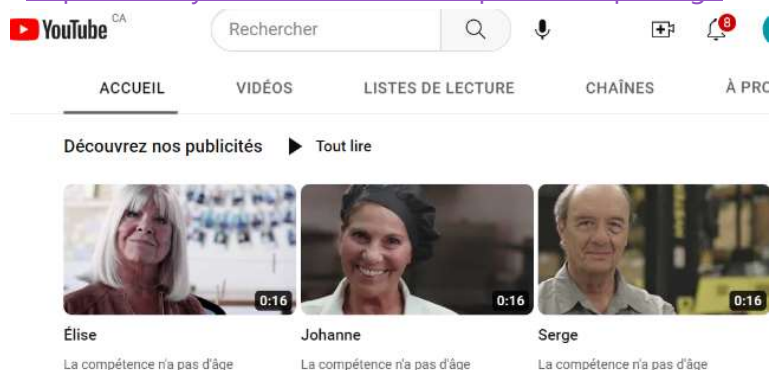 YouTube CA Rechercher 8
ACCUEIL VIDÉOS LISTES DE LECTURE CHAÎNES À PRO
Découvrez nos publicités Tout lire
0:16 0:16 0:16
Élise Johanne Serge
La compétence n'a pas d'âge La compétence n'a pas d'âge La compétence n'a pas d'âge